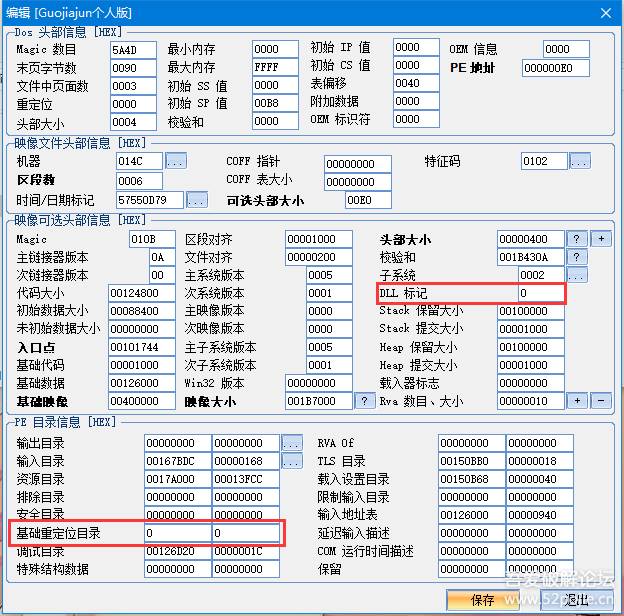 编辑 [Guojiajun个人版]
Dos 头部信息 [HEX]
Magic 数目 5A4D 最小内存 0000 初始 IP 值 0000 OEM 信息 0000
末页字节数 0090 最大内存 FFFF 初始 CS 值 0000 PE 地址 000000E0
文件中页面数 0003 初始 SS 值 0000 表偏移 0040
重定位 0000 初始 SP 值 00B8 附加数据 0000
头部大小 0004 校验和 0000 OEM 标识符 0000
映像文件头部信息 [HEX]
机器 014C ... COFF 指针 00000000 特征码 0102 ...
区段数 0006 COFF 表大小 00000000
时间/日期标记 57550D79 ... 可选头部大小 00E0
映像可选头部信息 [HEX]
Magic 010B 区段对齐 00001000 头部大小 00000400 ? +
主链接器版本 0A 文件对齐 00000200 校验和 001B430A ?
次链接器版本 00 主系统版本 0005 子系统 0002 ...
代码大小 00124800 次系统版本 0001 DLL 标记 0
初始数据大小 00088400 主映像版本 0000 Stack 保留大小 00100000
未初始数据大小 00000000 次映像版本 0000 Stack 提交大小 00001000
入口点 00101744 主子系统版本 0005 Heap 保留大小 00100000
基础代码 00001000 次子系统版本 0001 Heap 提交大小 00001000
基础数据 00126000 Win32 版本 00000000 载入器标志 00000000
基础映像 00400000 映像大小 001B7000 ? Rva 数目、大小 00000010 + −
PE 目录信息 [HEX]
输出目录 00000000 00000000 ... RVA Of 00000000 00000000
输入目录 00167BDC 00000168 ... TLS 目录 00150BB0 00000018
资源目录 0017A000 00013FCC 载入设置目录 00150B68 00000040
排除目录 00000000 00000000 限制输入目录 00000000 00000000
安全目录 00000000 00000000 输入地址表 00126000 00000940
基础重定位目录 0 0 延迟输入描述 00000000 00000000
调试目录 00126D20 0000001C COM 运行时间描述 00000000 00000000
特殊结构数据 00000000 00000000 保留 00000000 00000000
保存 退出
吾爱破解论坛
www.52pojie.cn